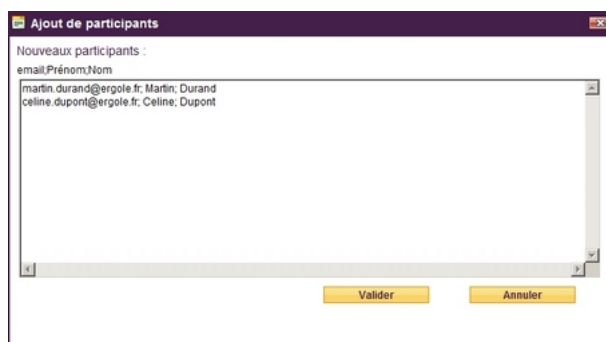 Ajout de participants
Nouveaux participants :
email;Prénom;Nom
martin.durand@ergole.fr; Martin; Durand
celine.dupont@ergole.fr; Celine; Dupont
Valider Annuler